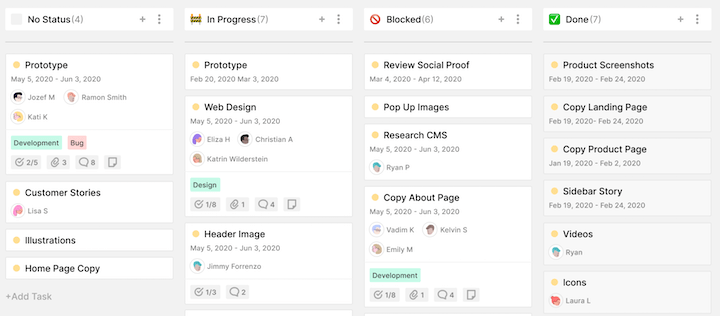 No Status(4)
+
Prototype
May 5, 2020 - Jun 3, 2020
Jozef M
Ramon Smith
Kati K
Development
Bug
2/5
3
8
Customer Stories
Lisa S
Illustrations
Home Page Copy
+Add Task
In Progress(7)
+
Prototype
Feb 20, 2020 Mar 3, 2020
Web Design
May 5, 2020 - Jun 3, 2020
Eliza H
Christian A
Katrin Wilderstein
Design
1/8
1
4
Header Image
May 5, 2020 - Jun 3, 2020
Jimmy Forrenzo
1/3
2
Blocked(6)
+
Review Social Proof
Mar 4, 2020 - Apr 12, 2020
Pop Up Images
Research CMS
May 5, 2020 - Jun 3, 2020
Ryan P
Copy About Page
May 5, 2020 - Jun 3, 2020
Vadim K
Kelvin S
Emily M
Development
1/8
1
4
Done(7)
+
Product Screenshots
Feb 19, 2020 - Feb 24, 2020
Copy Landing Page
Feb 19, 2020- Feb 24, 2020
Copy Product Page
Jan 19, 2020 - Feb 2, 2020
Sidebar Story
Feb 19, 2020 - Feb 24, 2020
Videos
Ryan
Icons
Laura L